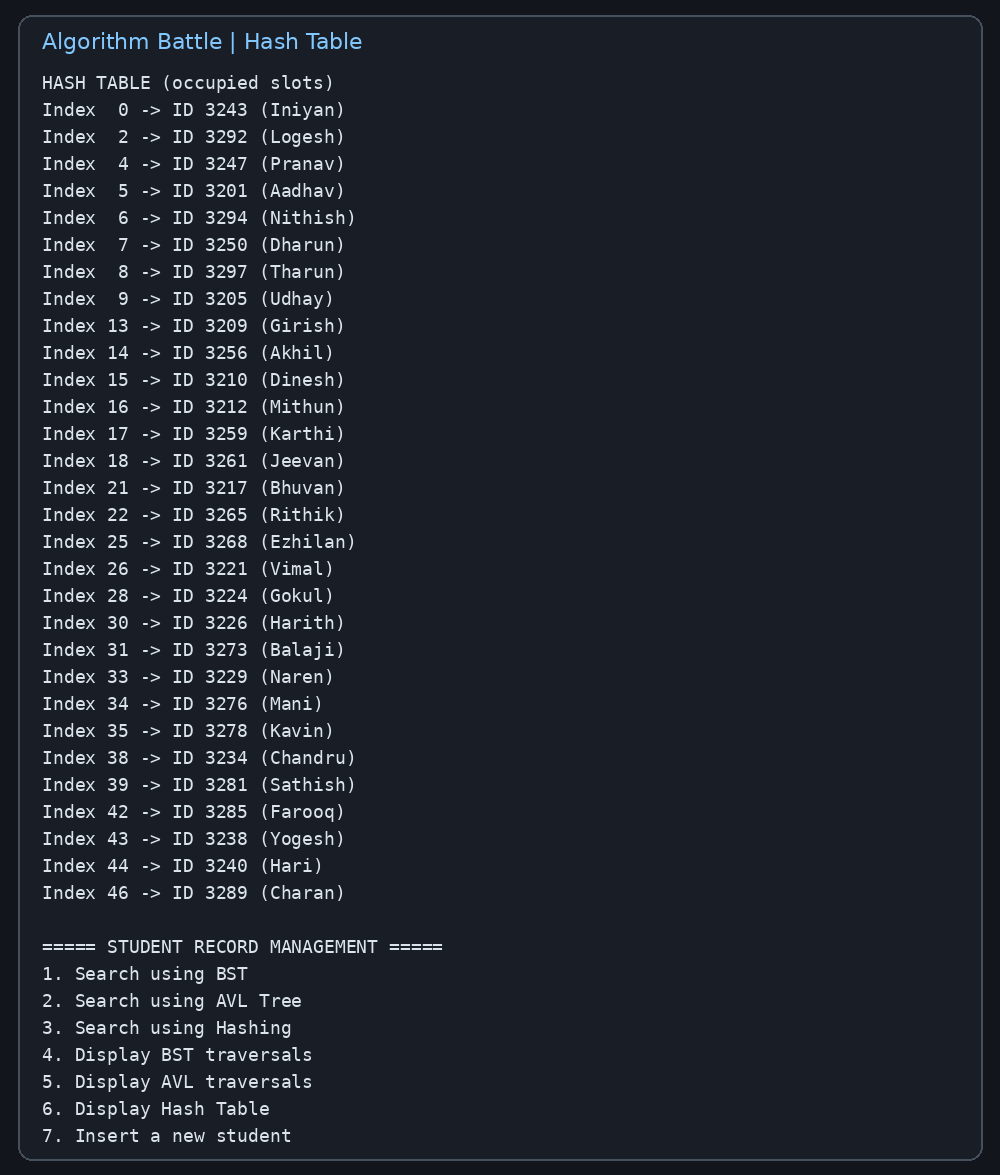 Algorithm Battle | Hash Table
HASH TABLE (occupied slots)
Index  0 -> ID 3243 (Iniyan)
Index  2 -> ID 3292 (Logesh)
Index  4 -> ID 3247 (Pranav)
Index  5 -> ID 3201 (Aadhav)
Index  6 -> ID 3294 (Nithish)
Index  7 -> ID 3250 (Dharun)
Index  8 -> ID 3297 (Tharun)
Index  9 -> ID 3205 (Udhay)
Index 13 -> ID 3209 (Girish)
Index 14 -> ID 3256 (Akhil)
Index 15 -> ID 3210 (Dinesh)
Index 16 -> ID 3212 (Mithun)
Index 17 -> ID 3259 (Karthi)
Index 18 -> ID 3261 (Jeevan)
Index 21 -> ID 3217 (Bhuvan)
Index 22 -> ID 3265 (Rithik)
Index 25 -> ID 3268 (Ezhilan)
Index 26 -> ID 3221 (Vimal)
Index 28 -> ID 3224 (Gokul)
Index 30 -> ID 3226 (Harith)
Index 31 -> ID 3273 (Balaji)
Index 33 -> ID 3229 (Naren)
Index 34 -> ID 3276 (Mani)
Index 35 -> ID 3278 (Kavin)
Index 38 -> ID 3234 (Chandru)
Index 39 -> ID 3281 (Sathish)
Index 42 -> ID 3285 (Farooq)
Index 43 -> ID 3238 (Yogesh)
Index 44 -> ID 3240 (Hari)
Index 46 -> ID 3289 (Charan)
===== STUDENT RECORD MANAGEMENT =====
1. Search using BST
2. Search using AVL Tree
3. Search using Hashing
4. Display BST traversals
5. Display AVL traversals
6. Display Hash Table
7. Insert a new student